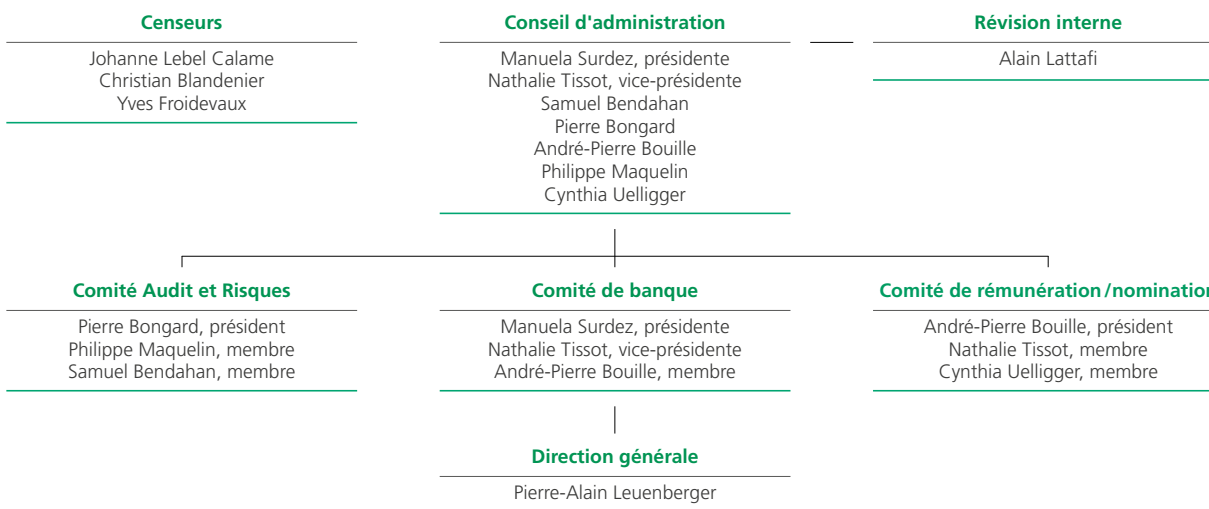 Censeurs
Johanne Lebel Calame
Christian Blandenier
Yves Froidevaux
Conseil d'administration
Manuela Surdez, présidente
Nathalie Tissot, vice-présidente
Samuel Bendahan
Pierre Bongard
André-Pierre Bouille
Philippe Maquelin
Cynthia Uelligger
Révision interne
Alain Lattafi
Comité Audit et Risques
Pierre Bongard, président
Philippe Maquelin, membre
Samuel Bendahan, membre
Comité de banque
Manuela Surdez, présidente
Nathalie Tissot, vice-présidente
André-Pierre Bouille, membre
Comité de rémunération/nomination
André-Pierre Bouille, président
Nathalie Tissot, membre
Cynthia Uelligger, membre
Direction générale
Pierre-Alain Leuenberger